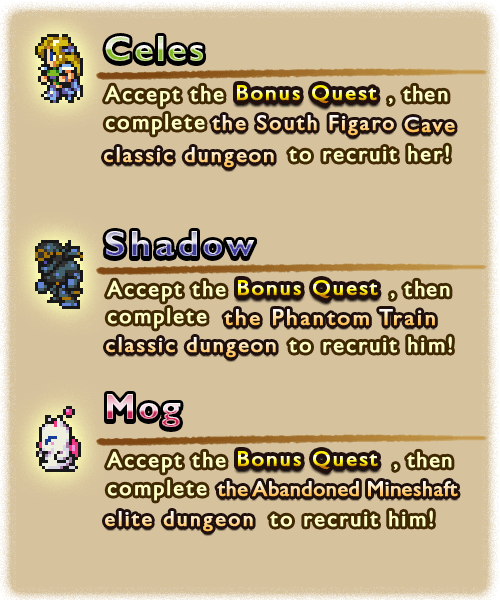 Celes
Accept the Bonus Quest , then
complete the South Figaro Cave
classic dungeon to recruit her!
Shadow
Accept the Bonus Quest , then
complete the Phantom Train
classic dungeon to recruit him!
Mog
Accept the Bonus Quest , then
complete the Abandoned Mineshaft
elite dungeon to recruit him!